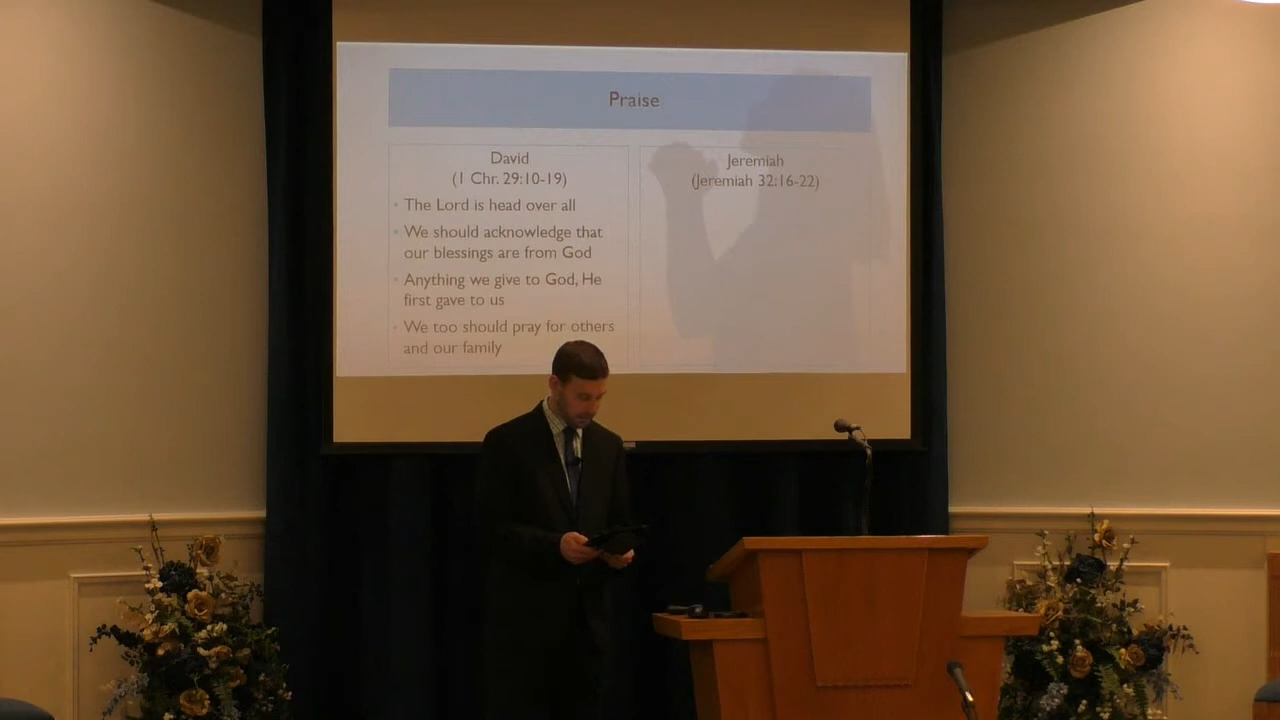 Praise
David
(1 Chr. 29:10-19)
• The Lord is head over all
• We should acknowledge that
our blessings are from God
• Anything we give to God, He
first gave to us
• We too should pray for others
and our family
Jeremiah
(Jeremiah 32:16-22)